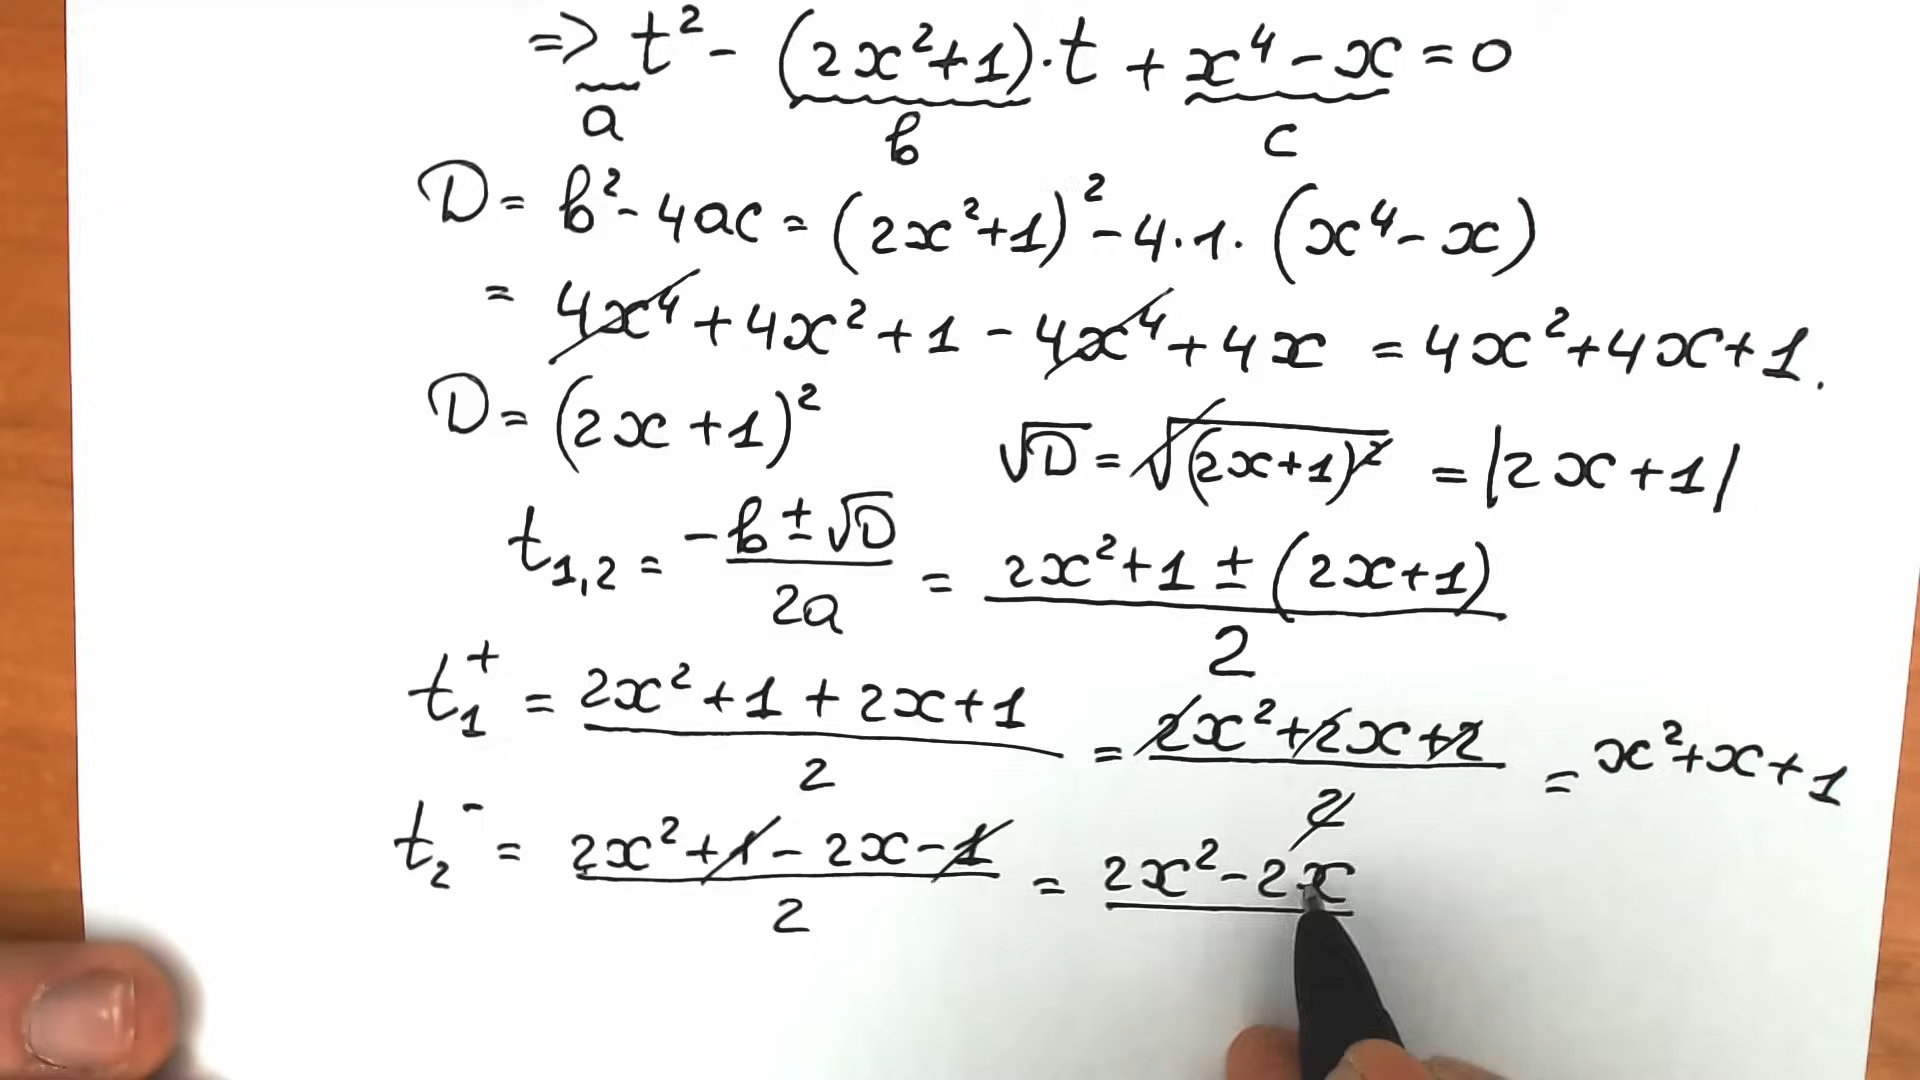 => t² - (2x²+1)·t + x⁴ - x = 0
a b c
D = b² - 4ac = (2x²+1)² - 4·1·(x⁴ - x)
= 4x⁴ + 4x² + 1 - 4x⁴ + 4x = 4x² + 4x + 1.
D = (2x+1)² √D = √(2x+1)² = |2x+1|
t₁,₂ = (-b ± √D)/2a = (2x²+1 ± (2x+1))/2
t₁⁺ = (2x²+1+2x+1)/2 = (2x²+2x+2)/2 = x²+x+1
t₂⁻ = (2x²+1-2x-1)/2 = 2x²-2x